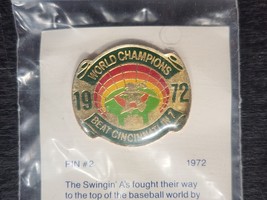 WORLD CHAMPIONS
19 72
BEAT CINCINNATI
PIN #2 1972
The Swingin' A's fought their way
to the top of the baseball world by